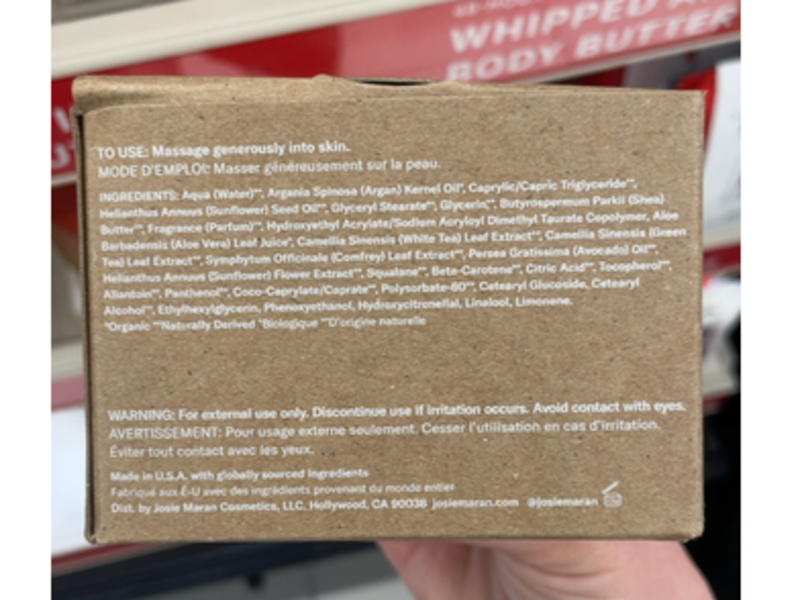 WHIPPED A
BODY BUTTER
TO USE: Massage generously into skin.
MODE D'EMPLOI: Masser généreusement sur la peau.
INGREDIENTS: Aqua (Water)**, Argania Spinosa (Argan) Kernel Oil*, Caprylic/Capric Triglyceride**,
Helianthus Annuus (Sunflower) Seed Oil**, Glyceryl Stearate**, Glycerin**, Butyrospermum Parkii (Shea)
Butter**, Fragrance (Parfum)**, Hydroxyethyl Acrylate/Sodium Acryloyl Dimethyl Taurate Copolymer, Aloe
Barbadensis (Aloe Vera) Leaf Juice*, Camellia Sinensis (White Tea) Leaf Extract**, Camellia Sinensis (Green
Tea) Leaf Extract**, Symphytum Officinale (Comfrey) Leaf Extract**, Persea Gratissima (Avocado) Oil**,
Helianthus Annuus (Sunflower) Flower Extract**, Squalane**, Beta-Carotene**, Citric Acid**, Tocopherol**,
Allantoin**, Panthenol**, Coco-Caprylate/Caprate**, Polysorbate-60**, Cetearyl Glucoside, Cetearyl
Alcohol**, Ethylhexylglycerin, Phenoxyethanol, Hydroxycitronellal, Linalool, Limonene.
*Organic **Naturally Derived *Biologique **D'origine naturelle
WARNING: For external use only. Discontinue use if irritation occurs. Avoid contact with eyes.
AVERTISSEMENT: Pour usage externe seulement. Cesser l'utilisation en cas d'irritation.
Éviter tout contact avec les yeux.
Made in U.S.A. with globally sourced ingredients
Fabriqué aux É-U avec des ingrédients provenant du monde entier
Dist. by Josie Maran Cosmetics, LLC. Hollywood, CA 90038 josiemaran.com @josiemaran